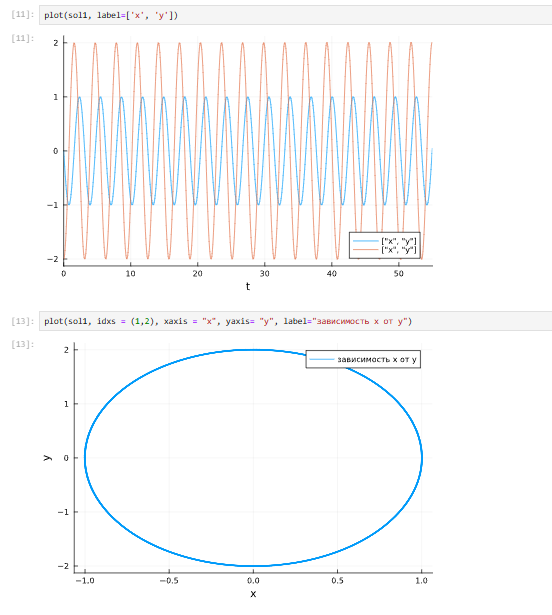 [11]: plot(sol1, label=['x', 'y'])
[11]:
2
1
0
−1
−2
0 10 20 30 40 50
t
["x", "y"]
["x", "y"]
[13]: plot(sol1, idxs = (1,2), xaxis = "x", yaxis= "y", label="зависимость x от y")
[13]:
зависимость x от y
2
1
0
−1
−2
y
−1.0 −0.5 0.0 0.5 1.0
x